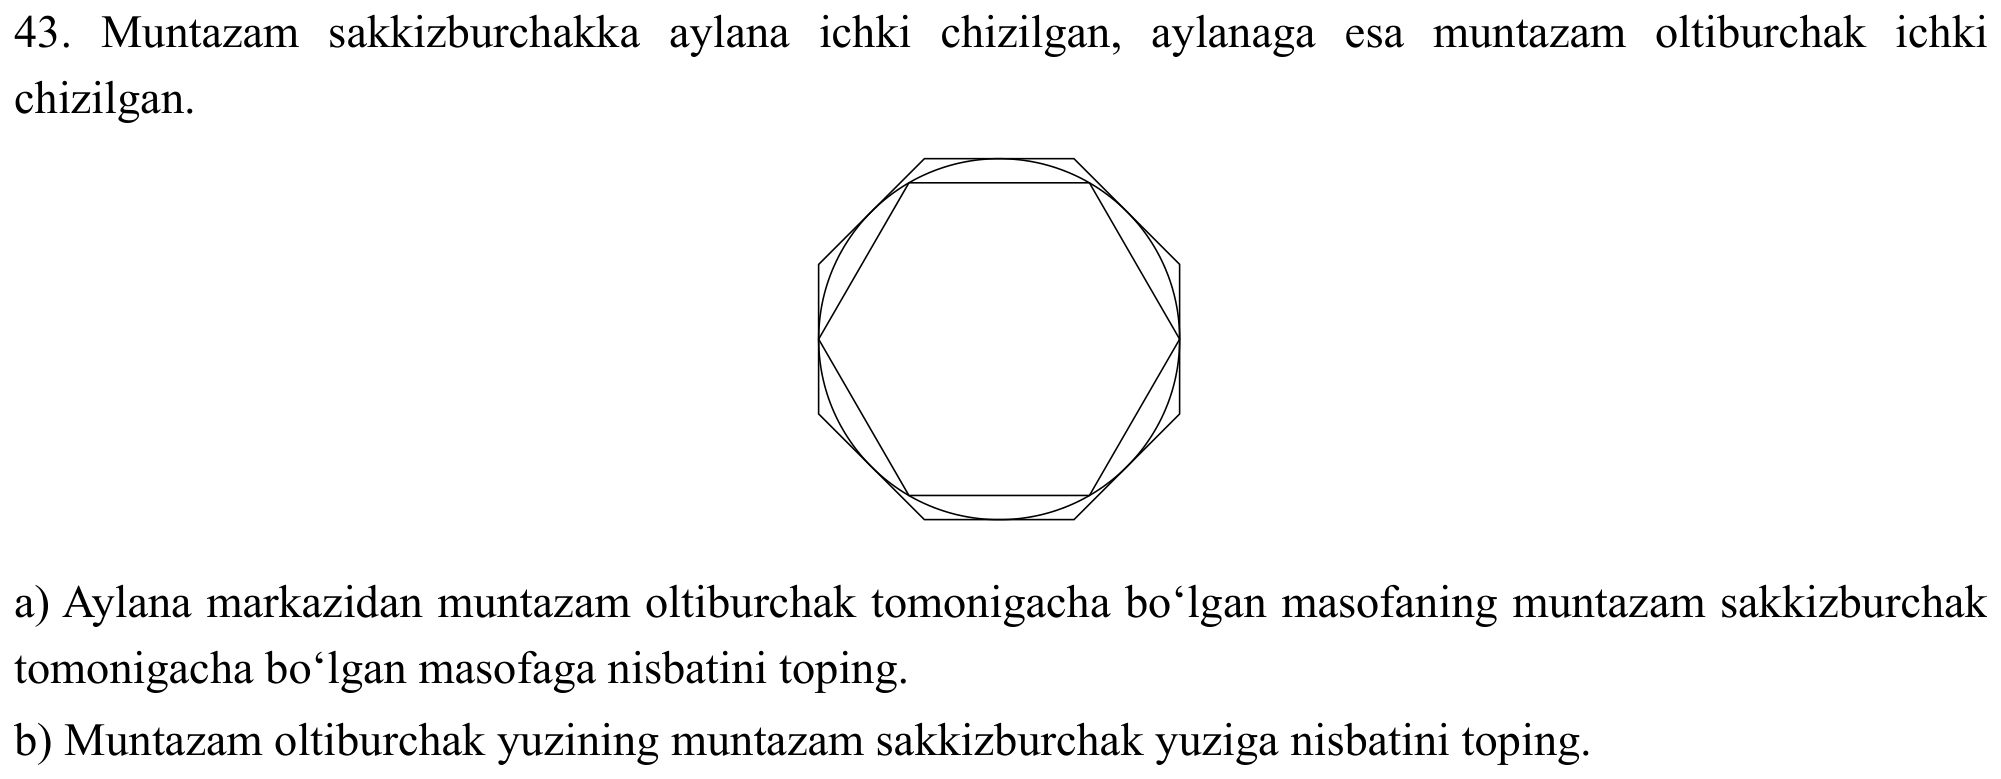 43. Muntazam sakkizburchakka aylana ichki chizilgan, aylanaga esa muntazam oltiburchak ichki
chizilgan.
a) Aylana markazidan muntazam oltiburchak tomonigacha bo‘lgan masofaning muntazam sakkizburchak
tomonigacha bo‘lgan masofaga nisbatini toping.
b) Muntazam oltiburchak yuzining muntazam sakkizburchak yuziga nisbatini toping.